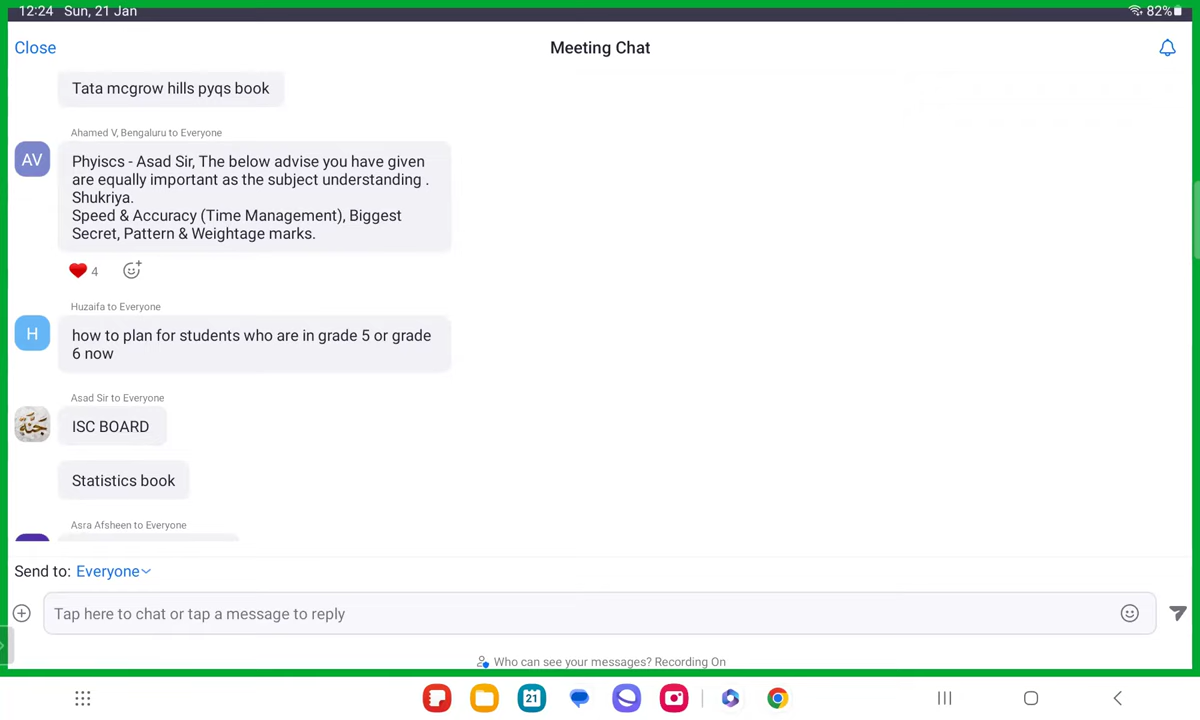 12:24 Sun, 21 Jan
82%
Close
Meeting Chat
Tata mcgrow hills pyqs book
Ahamed V, Bengaluru to Everyone
AV
Phyiscs - Asad Sir, The below advise you have given
are equally important as the subject understanding .
Shukriya.
Speed & Accuracy (Time Management), Biggest
Secret, Pattern & Weightage marks.
4
Huzaifa to Everyone
H
how to plan for students who are in grade 5 or grade
6 now
Asad Sir to Everyone
جَنَّة
ISC BOARD
Statistics book
Asra Afsheen to Everyone
Send to: Everyone
Tap here to chat or tap a message to reply
Who can see your messages? Recording On
21